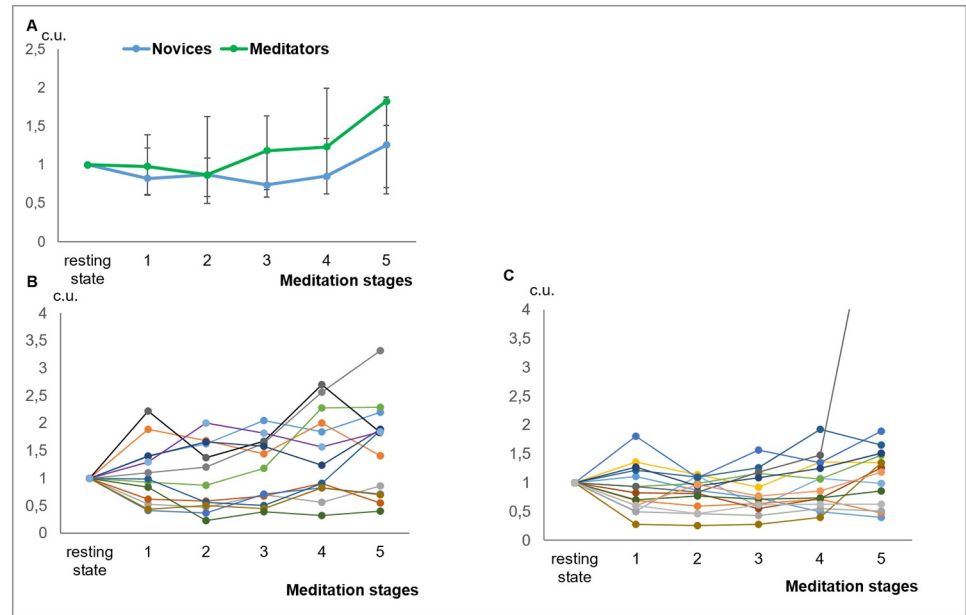 A
c.u.
2,5
Novices Meditators
2
1,5
1
0,5
0
resting state 1 2 3 4 5
Meditation stages
B
c.u.
4
3,5
3
2,5
2
1,5
1
0,5
0
resting state 1 2 3 4 5
Meditation stages
C
c.u.
4
3,5
3
2,5
2
1,5
1
0,5
0
resting state 1 2 3 4 5
Meditation stages